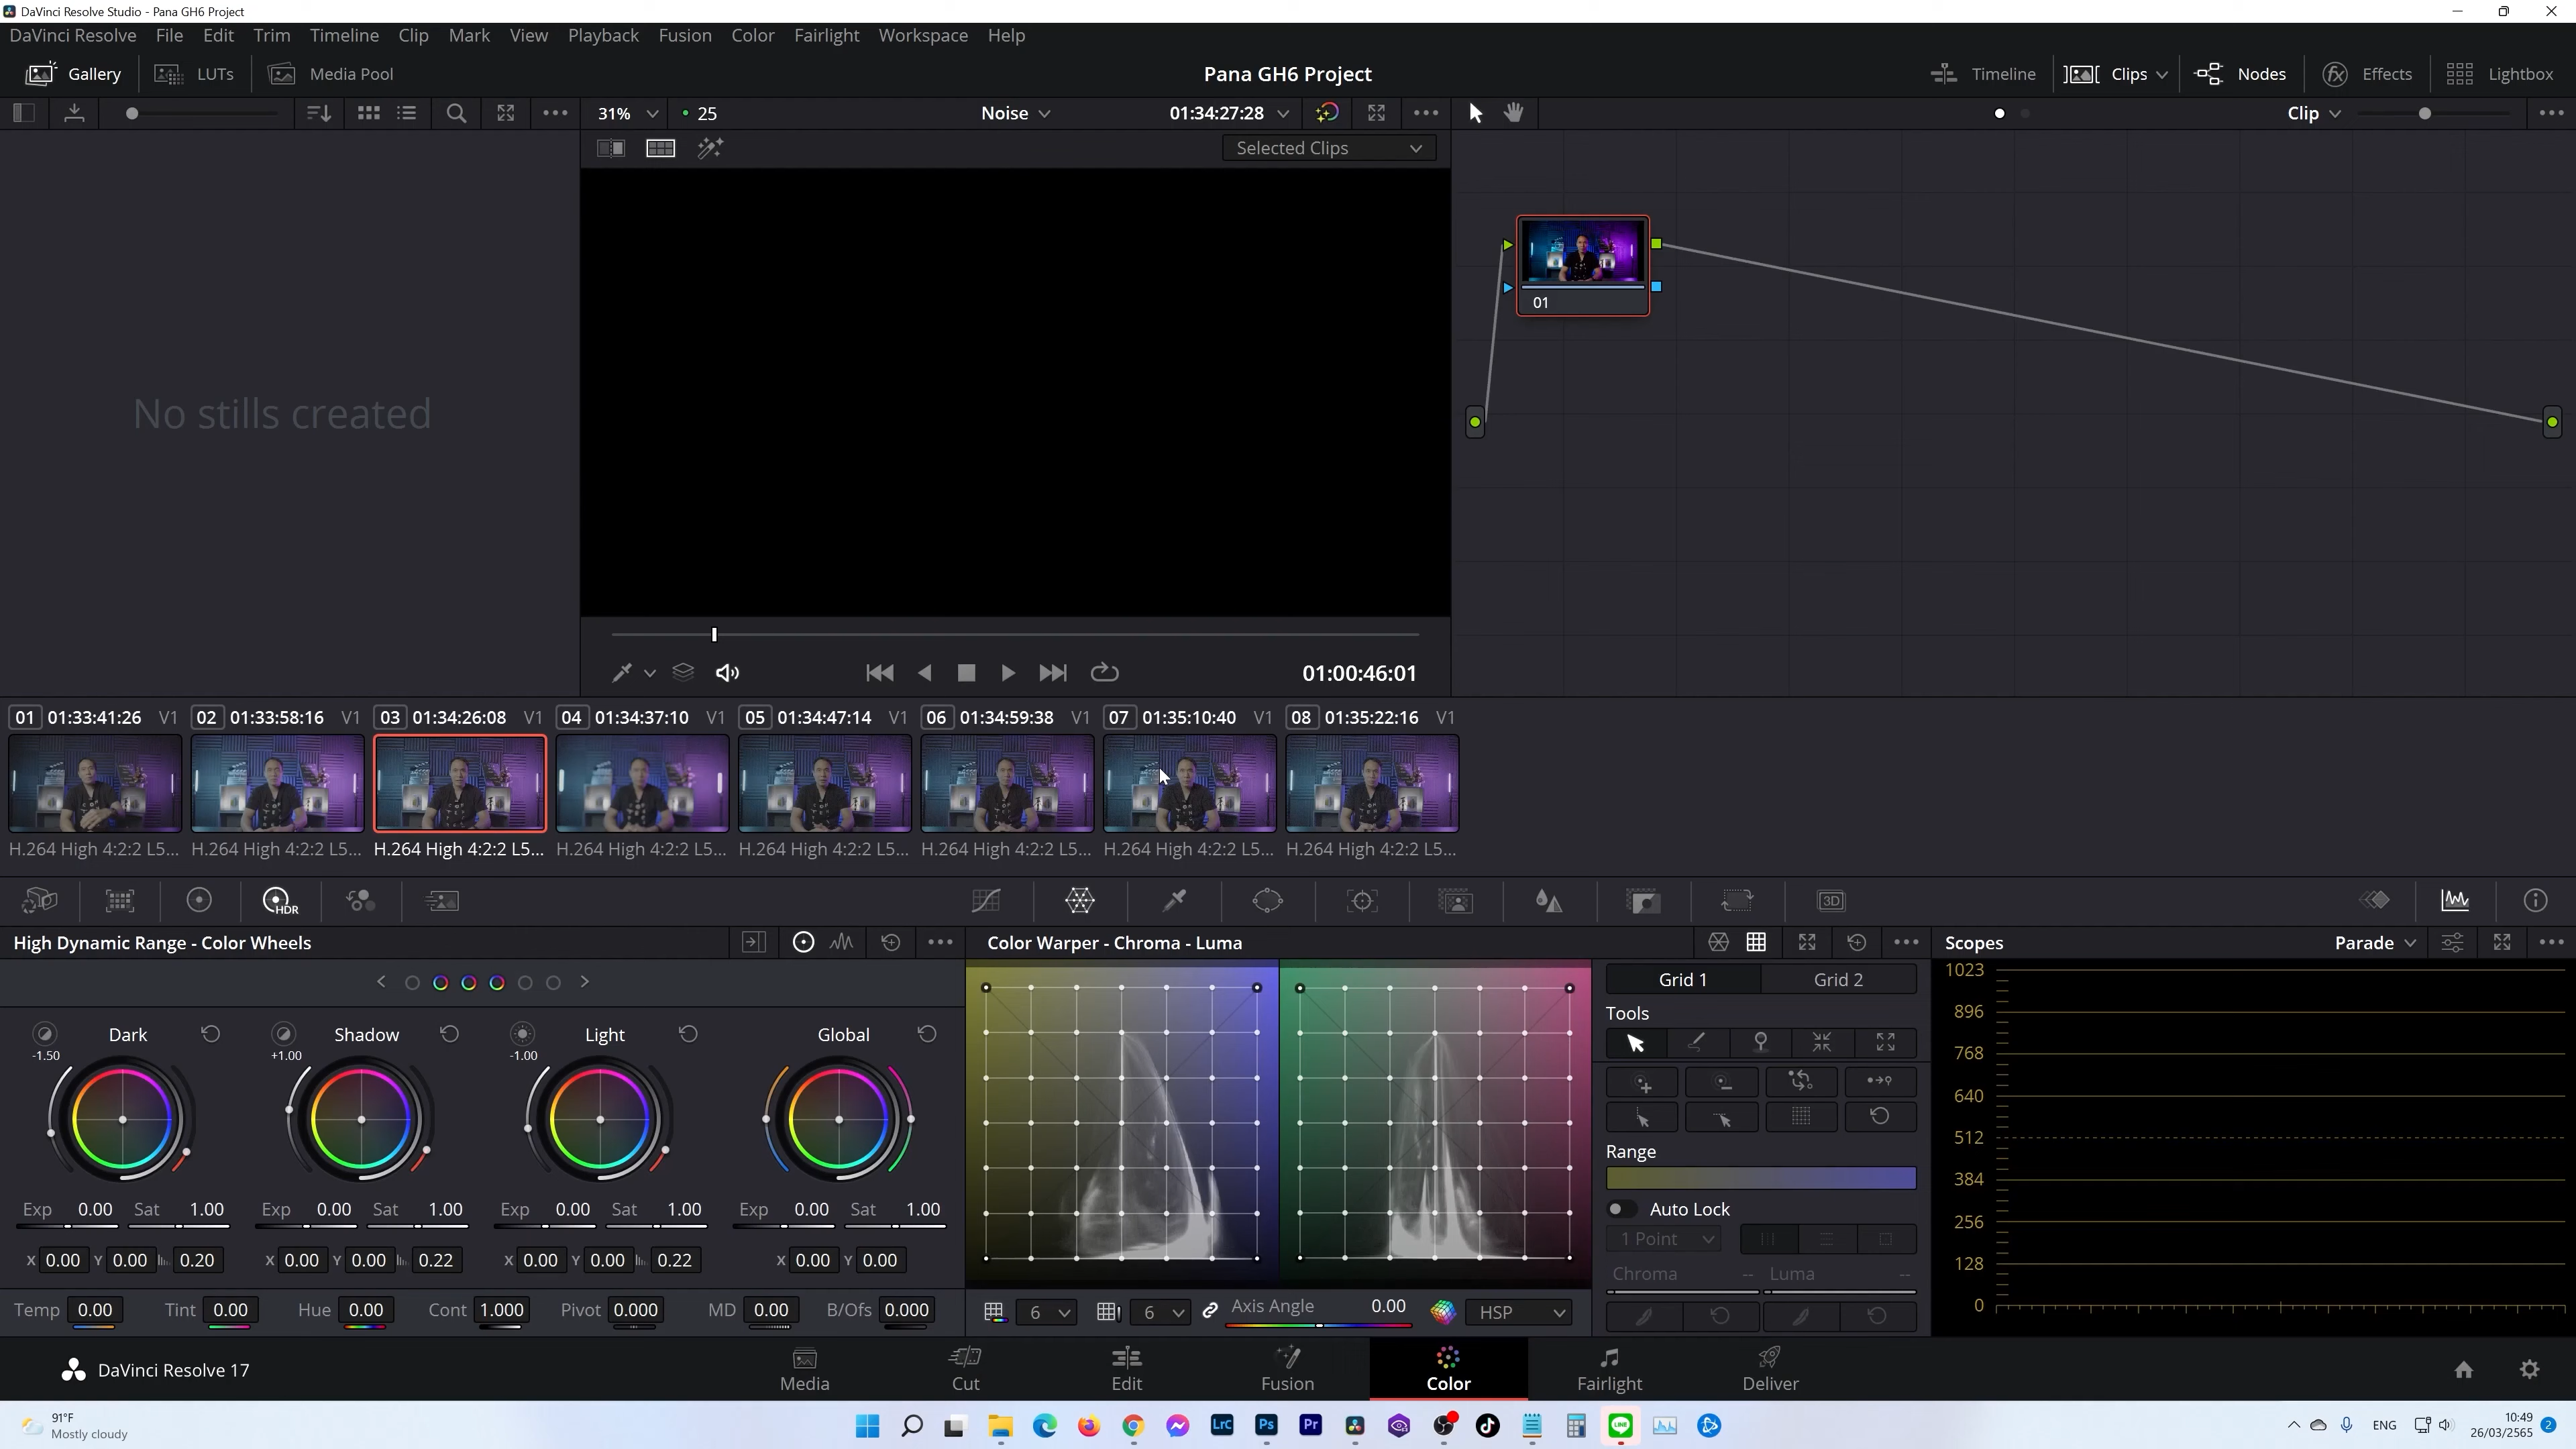 DaVinci Resolve Studio - Pana GH6 Project
DaVinci Resolve File Edit Trim Timeline Clip Mark View Playback Fusion Color Fairlight Workspace Help
Gallery LUTs Media Pool Pana GH6 Project Timeline Clips Nodes Effects Lightbox
31% 25 Noise 01:34:27:28 Clip
Selected Clips
01
No stills created
01:00:46:01
01 01:33:41:26 V1 02 01:33:58:16 V1 03 01:34:26:08 V1 04 01:34:37:10 V1 05 01:34:47:14 V1 06 01:34:59:38 V1 07 01:35:10:40 V1 08 01:35:22:16 V1
H.264 High 4:2:2 L5... H.264 High 4:2:2 L5... H.264 High 4:2:2 L5... H.264 High 4:2:2 L5... H.264 High 4:2:2 L5... H.264 High 4:2:2 L5... H.264 High 4:2:2 L5... H.264 High 4:2:2 L5...
HDR 3D
High Dynamic Range - Color Wheels Color Warper - Chroma - Luma Scopes Parade
Dark Shadow Light Global
-1.50 +1.00 -1.00
Exp 0.00 Sat 1.00 Exp 0.00 Sat 1.00 Exp 0.00 Sat 1.00 Exp 0.00 Sat 1.00
X 0.00 Y 0.00 0.20 X 0.00 Y 0.00 0.22 X 0.00 Y 0.00 0.22 X 0.00 Y 0.00
Temp 0.00 Tint 0.00 Hue 0.00 Cont 1.000 Pivot 0.000 MD 0.00 B/Ofs 0.000
6 6 Axis Angle 0.00 HSP
Grid 1 Grid 2
Tools
Range
Auto Lock
1 Point
Chroma -- Luma --
1023
896
768
640
512
384
256
128
0
DaVinci Resolve 17 Media Cut Edit Fusion Color Fairlight Deliver
91°F
Mostly cloudy
LrC Ps Pr LINE
ENG
10:49
26/03/2565
2